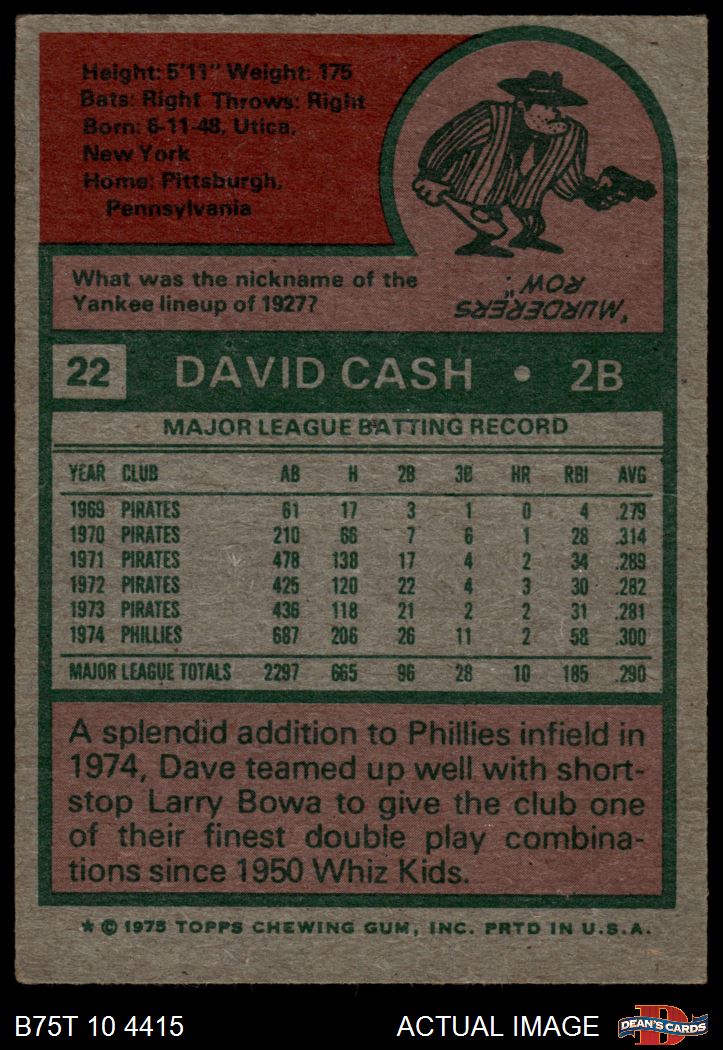 Height: 5'11" Weight: 175
Bats: Right Throws: Right
Born: 6-11-48, Utica,
New York
Home: Pittsburgh,
Pennsylvania
What was the nickname of the
Yankee lineup of 1927?
"MURDERERS
ROW."
22 DAVID CASH • 2B
MAJOR LEAGUE BATTING RECORD
YEAR CLUB AB H 2B 3B HR RBI AVG
1969 PIRATES 61 17 3 1 0 4 .279
1970 PIRATES 210 66 7 6 1 28 .314
1971 PIRATES 478 138 17 4 2 34 .289
1972 PIRATES 425 120 22 4 3 30 .282
1973 PIRATES 436 118 21 2 2 31 .281
1974 PHILLIES 687 206 26 11 2 58 .300
MAJOR LEAGUE TOTALS 2297 665 96 28 10 185 .290
A splendid addition to Phillies infield in
1974, Dave teamed up well with short-
stop Larry Bowa to give the club one
of their finest double play combina-
tions since 1950 Whiz Kids.
* © 1975 TOPPS CHEWING GUM, INC. PRTD IN U.S.A.
B75T 10 4415 ACTUAL IMAGE
DEAN'S CARDS